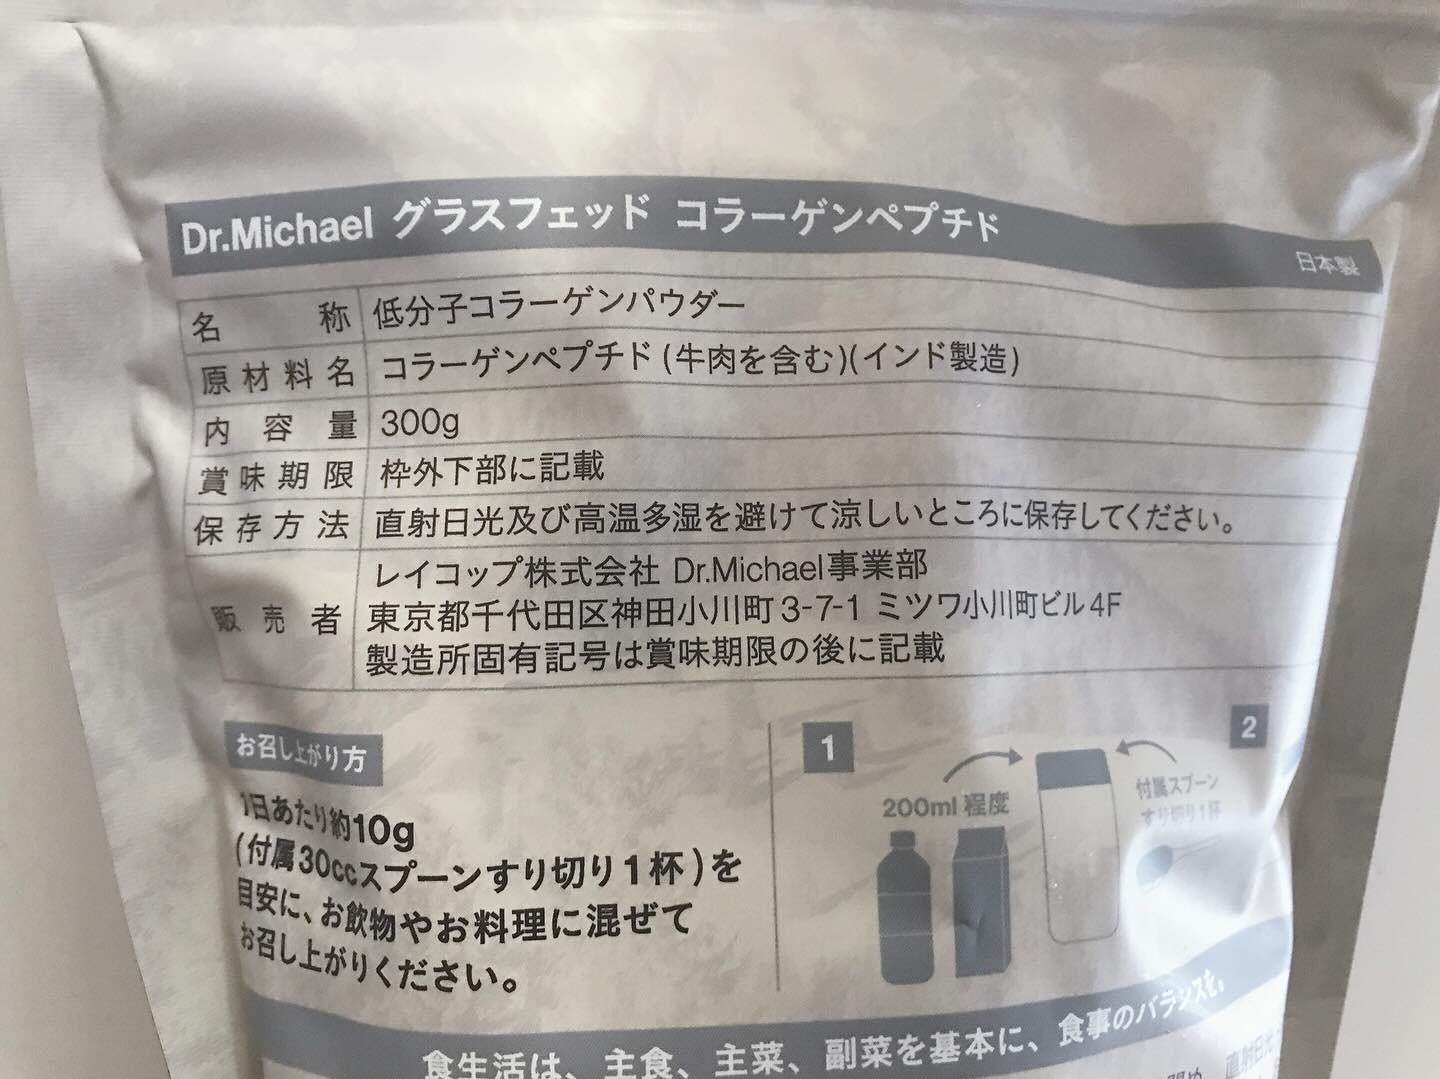 Dr.Michael グラスフェッド コラーゲンペプチド
日本製
名称 低分子コラーゲンパウダー
原材料名 コラーゲンペプチド(牛肉を含む)(インド製造)
内容量 300g
賞味期限 枠外下部に記載
保存方法 直射日光及び高温多湿を避けて涼しいところに保存してください。
販売者 レイコップ株式会社 Dr.Michael事業部
東京都千代田区神田小川町3-7-1 ミツワ小川町ビル4F
製造所固有記号は賞味期限の後に記載
お召し上がり方
1日あたり約10g
(付属30ccスプーンすり切り1杯)を
目安に、お飲物やお料理に混ぜて
お召し上がりください。
1
200ml 程度
2
付属スプーン
すり切り1杯
食生活は、主食、主菜、副菜を基本に、食事のバランスを。
直射日光